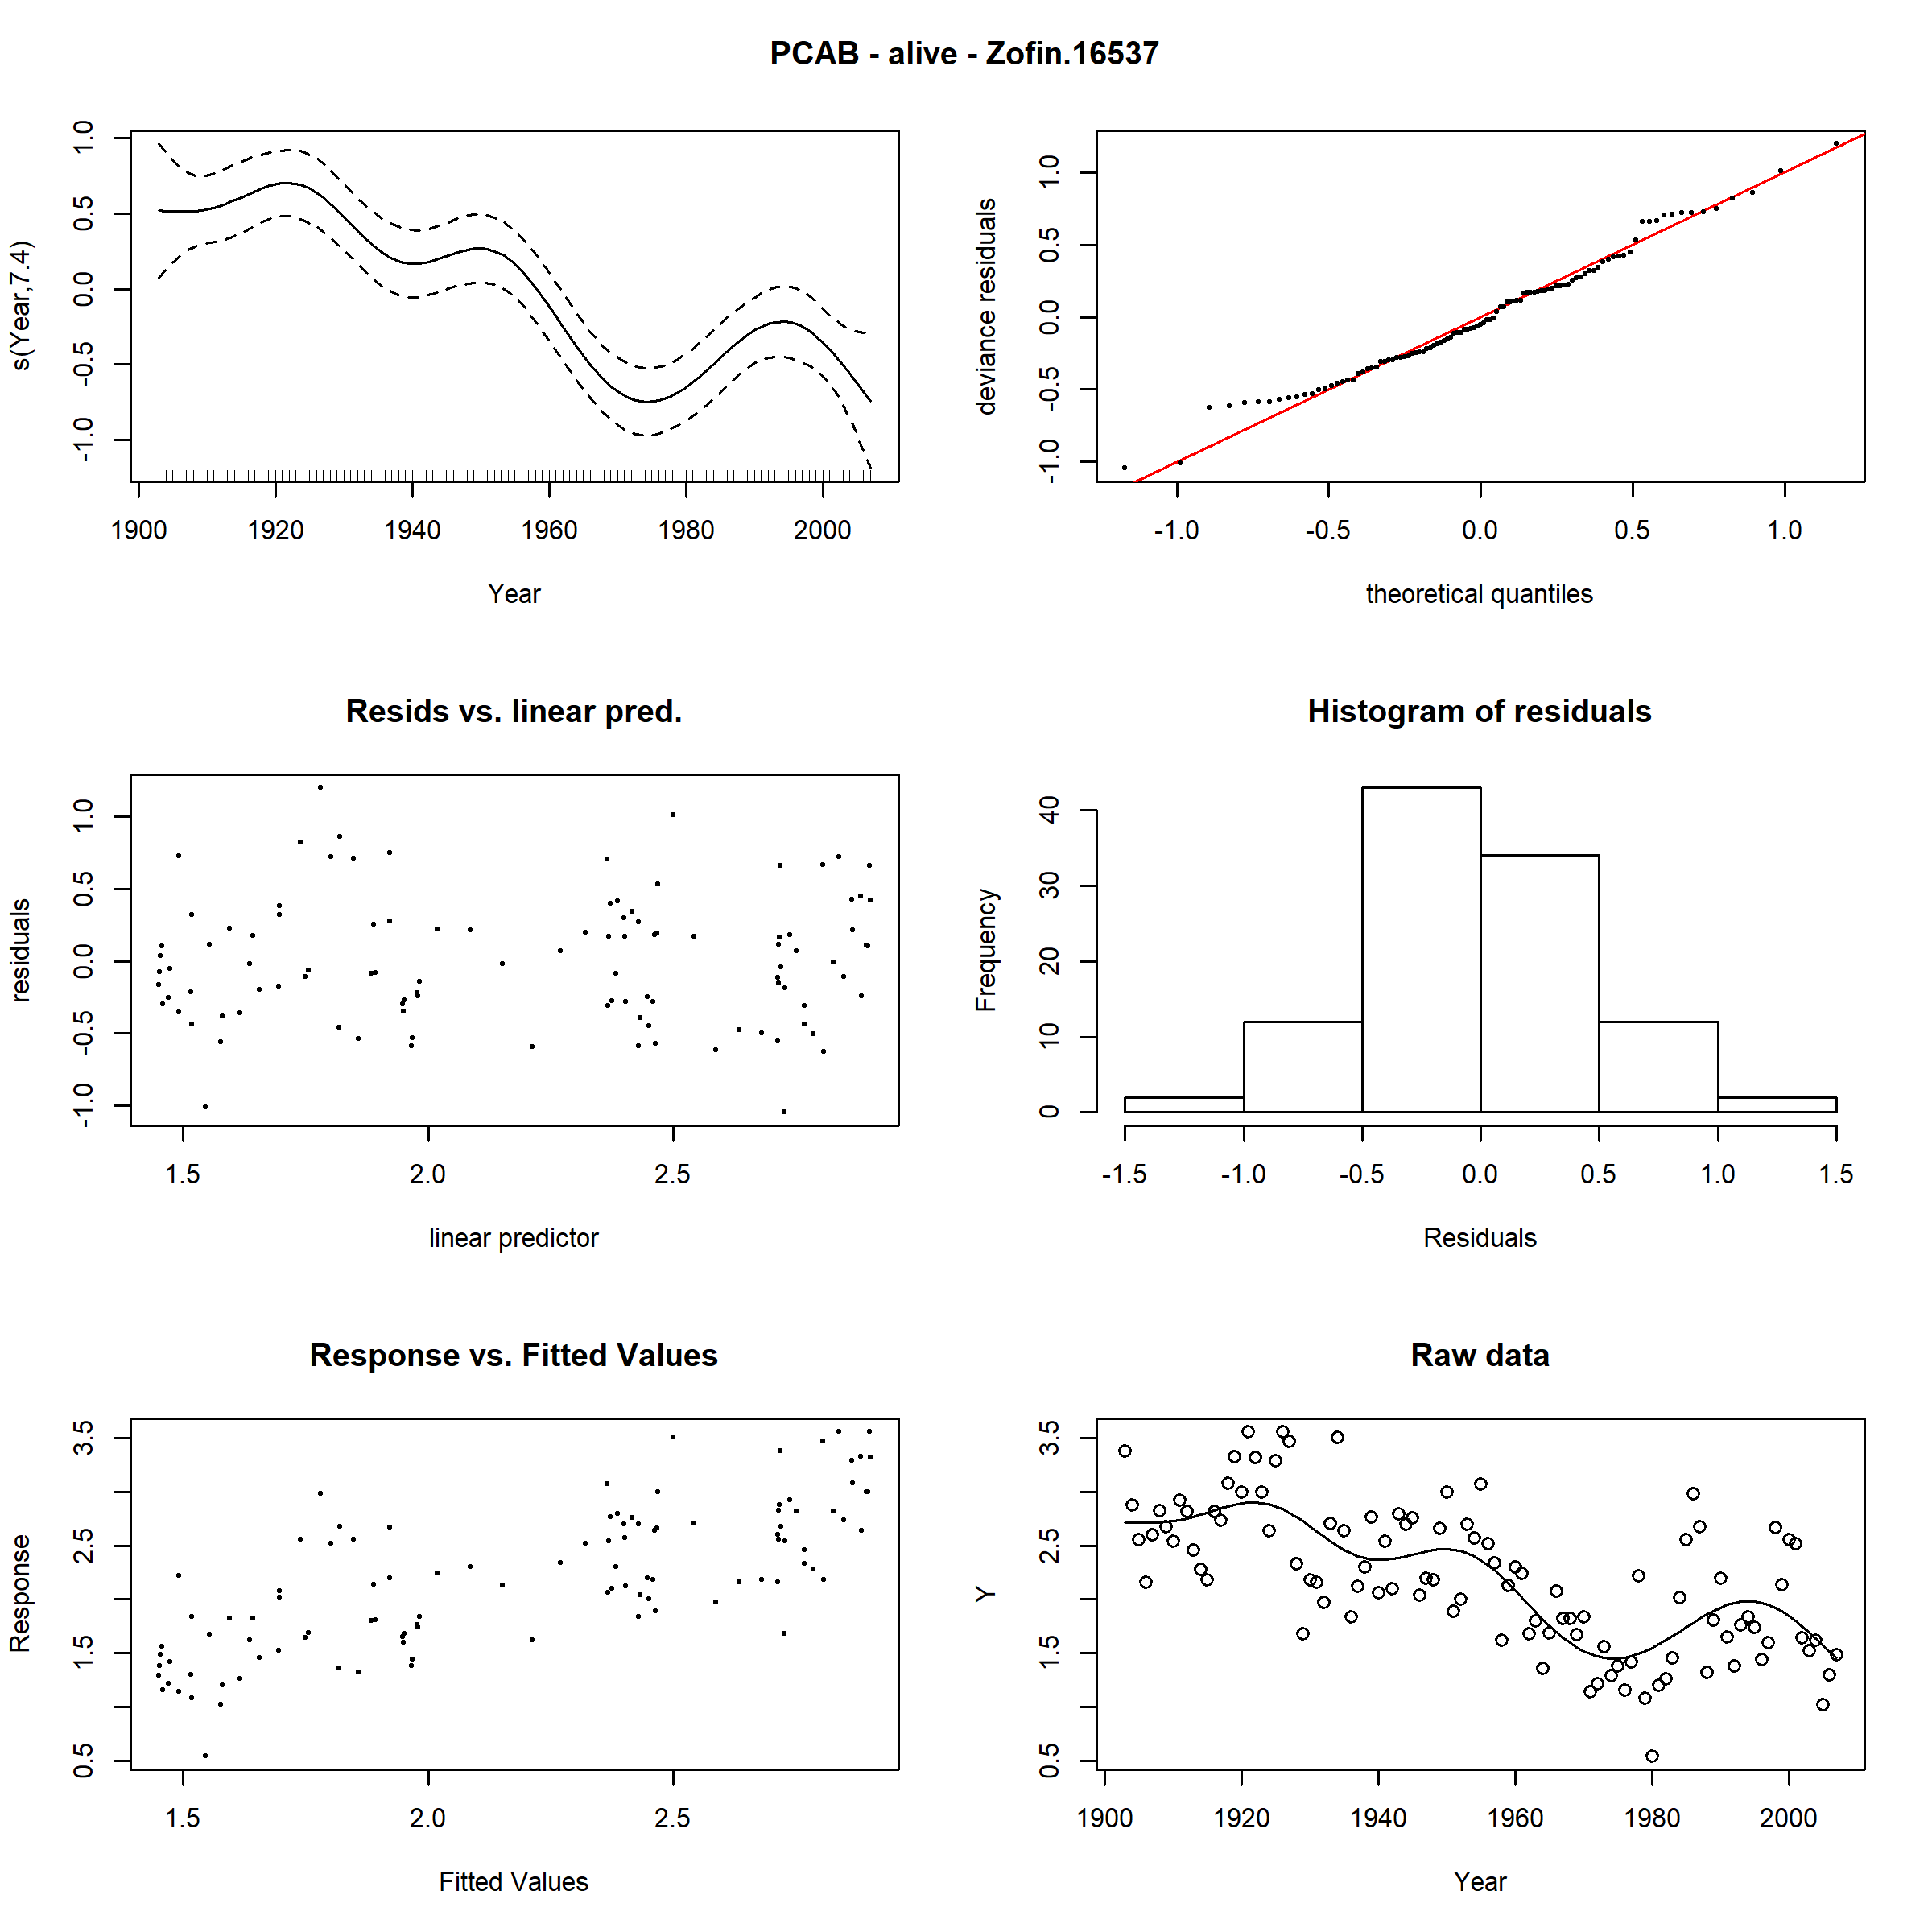 PCAB - alive - Zofin.16537
s(Year,7.4)
1.0
0.5
0.0
-0.5
-1.0
1900 1920 1940 1960 1980 2000
Year
deviance residuals
1.0
0.5
0.0
-0.5
-1.0
-1.0 -0.5 0.0 0.5 1.0
theoretical quantiles
Resids vs. linear pred.
residuals
1.0
0.5
0.0
-0.5
-1.0
1.5 2.0 2.5
linear predictor
Histogram of residuals
Frequency
40
30
20
10
0
-1.5 -1.0 -0.5 0.0 0.5 1.0 1.5
Residuals
Response vs. Fitted Values
Response
3.5
2.5
1.5
0.5
1.5 2.0 2.5
Fitted Values
Raw data
Y
3.5
2.5
1.5
0.5
1900 1920 1940 1960 1980 2000
Year